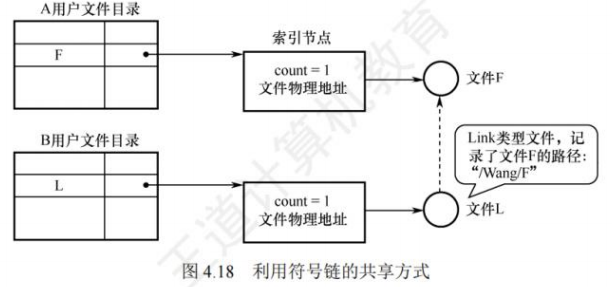 A用户文件目录
F
索引节点
count = 1
文件物理地址
文件F
B用户文件目录
L
count = 1
文件物理地址
Link类型文件，记
录了文件F的路径：
“/Wang/F”
文件L
图 4.18 利用符号链的共享方式
王道计算机教育